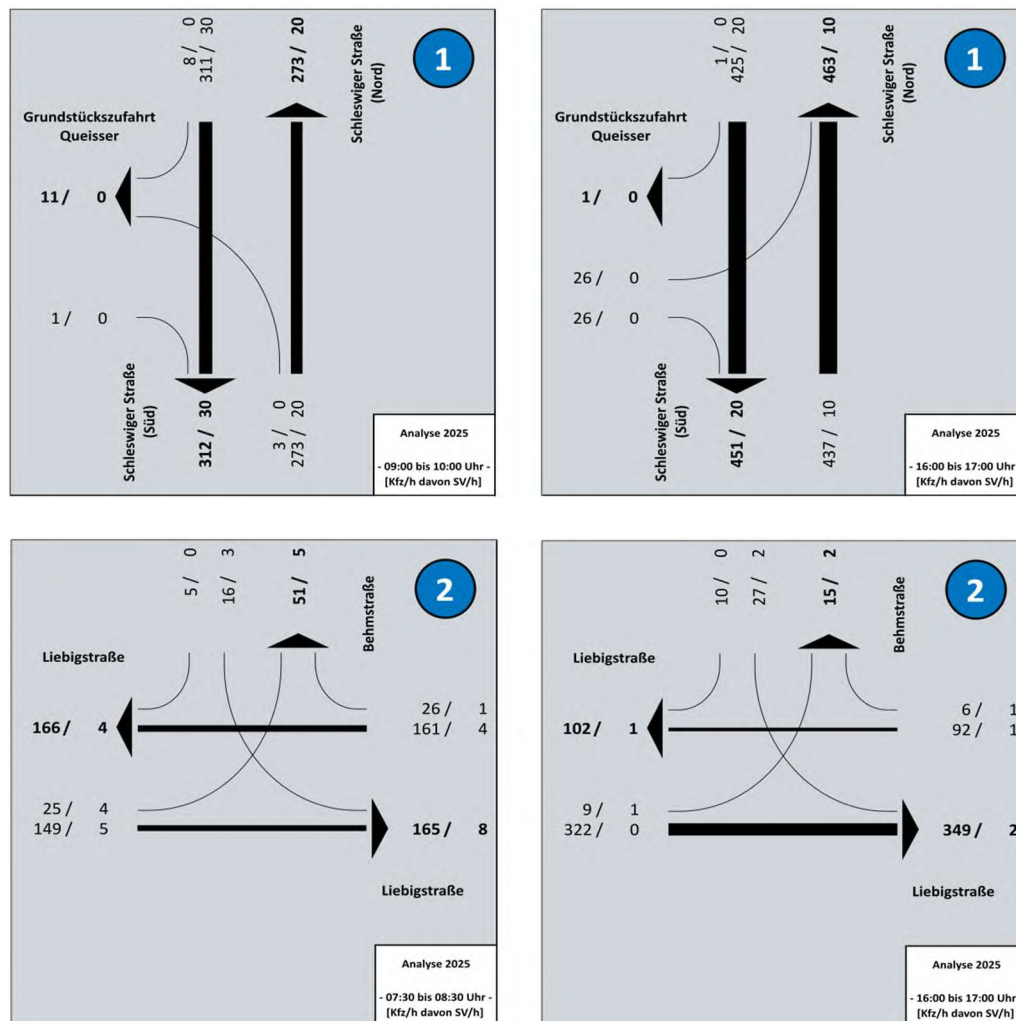 8 / 0
311 / 30
273 / 20
Schleswiger Straße
(Nord)
1
Grundstückszufahrt
Queisser
11 / 0
1 / 0
Schleswiger Straße
(Süd)
312 / 30
3 / 0
273 / 20
Analyse 2025
- 09:00 bis 10:00 Uhr -
[Kfz/h davon SV/h]
1 / 0
425 / 20
463 / 10
Schleswiger Straße
(Nord)
1
Grundstückszufahrt
Queisser
1 / 0
26 / 0
26 / 0
Schleswiger Straße
(Süd)
451 / 20
437 / 10
Analyse 2025
- 16:00 bis 17:00 Uhr
[Kfz/h davon SV/h]
5 / 0
16 / 3
51 / 5
Behmstraße
2
Liebigstraße
26 / 1
161 / 4
166 / 4
25 / 4
149 / 5
165 / 8
Liebigstraße
Analyse 2025
- 07:30 bis 08:30 Uhr -
[Kfz/h davon SV/h]
10 / 0
27 / 2
15 / 2
Behmstraße
2
Liebigstraße
6 / 1
92 / 1
102 / 1
9 / 1
322 / 0
349 / 2
Liebigstraße
Analyse 2025
- 16:00 bis 17:00 Uhr
[Kfz/h davon SV/h]